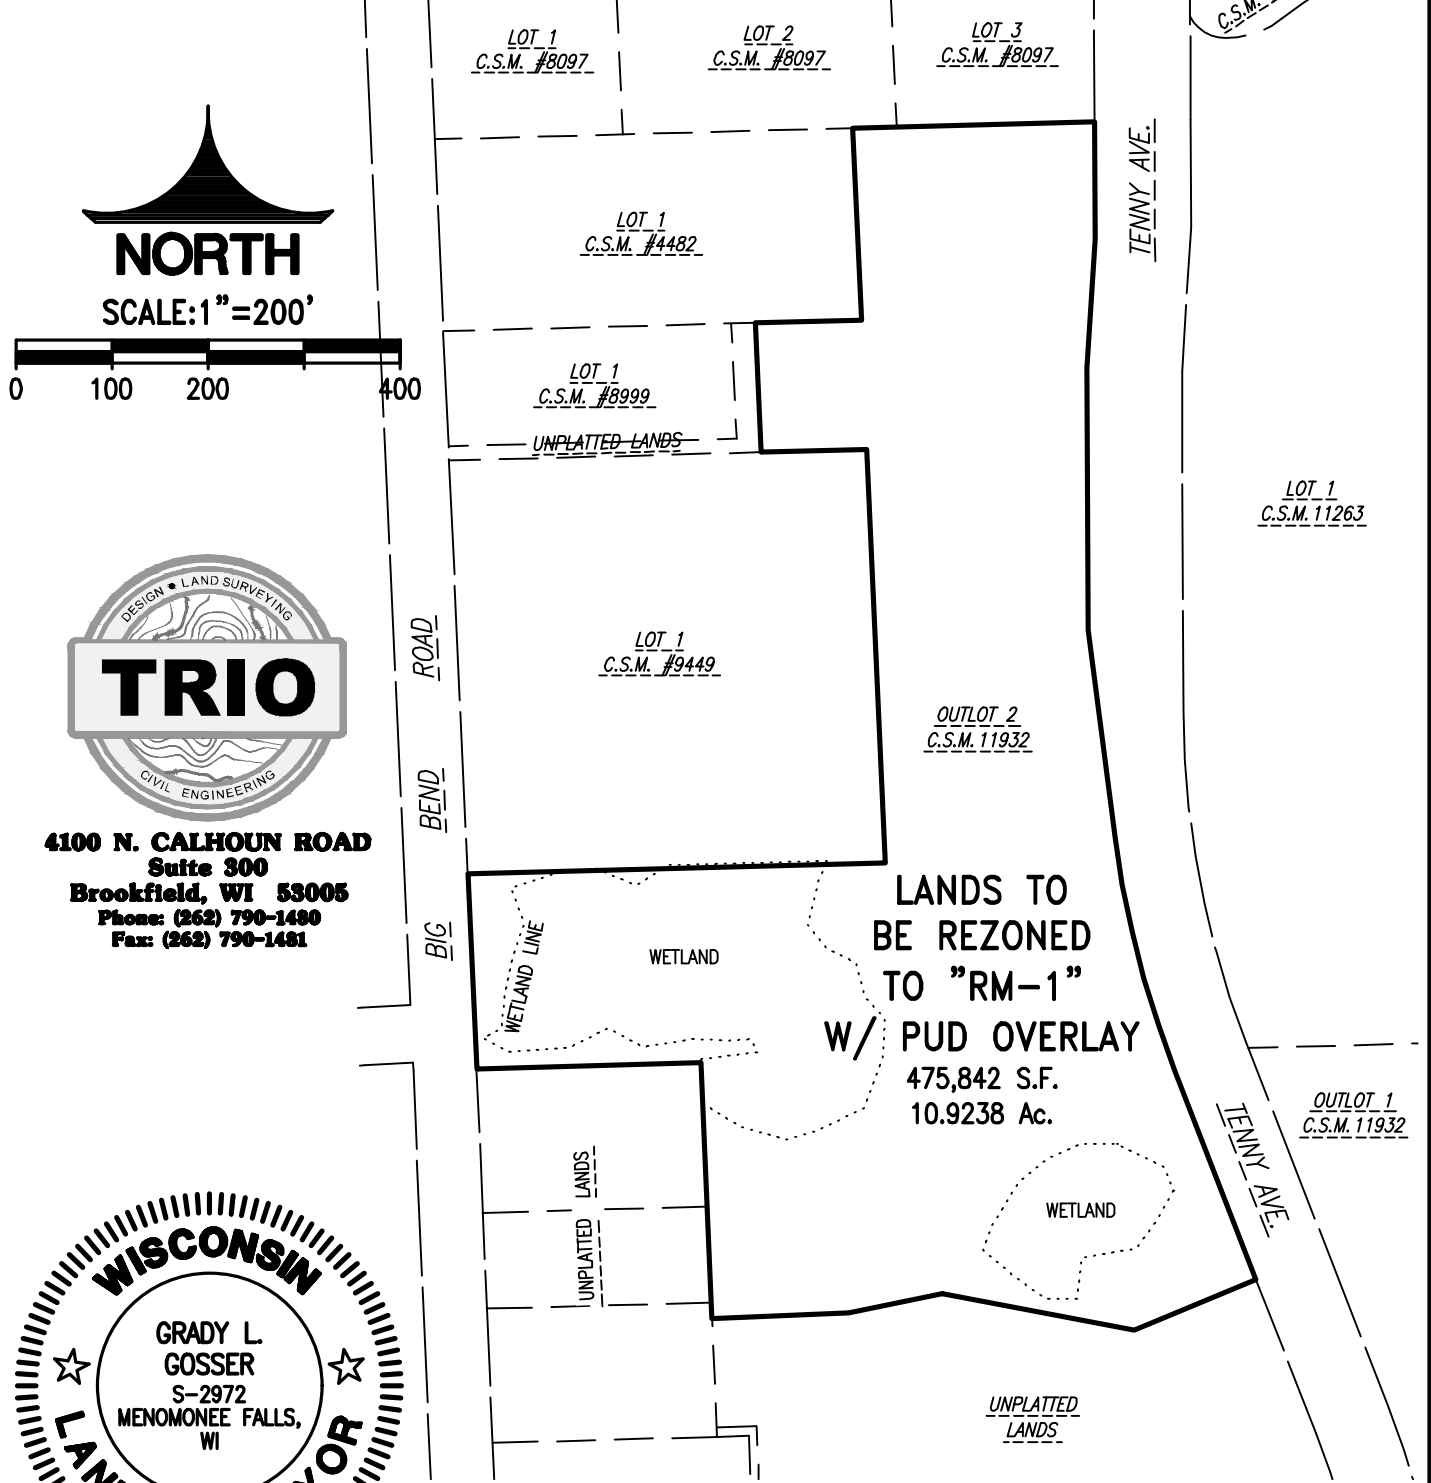 LOT 1
C.S.M. #8097
LOT 2
C.S.M. #8097
LOT 3
C.S.M. #8097
C.S.M.
TENNY AVE.
NORTH
SCALE:1"=200'
0 100 200 400
LOT 1
C.S.M. #4482
LOT 1
C.S.M. #8999
UNPLATTED LANDS
LOT 1
C.S.M. 11263
DESIGN • LAND SURVEYING
TRIO
CIVIL ENGINEERING
4100 N. CALHOUN ROAD
Suite 300
Brookfield, WI 53005
Phone: (262) 790-1480
Fax: (262) 790-1481
BIG BEND ROAD
LOT 1
C.S.M. #9449
OUTLOT 2
C.S.M. 11932
LANDS TO
BE REZONED
TO "RM-1"
W/ PUD OVERLAY
475,842 S.F.
10.9238 Ac.
WETLAND LINE
WETLAND
WETLAND
OUTLOT 1
C.S.M. 11932
TENNY AVE.
UNPLATTED LANDS
UNPLATTED
LANDS
WISCONSIN
GRADY L.
GOSSER
S-2972
MENOMONEE FALLS,
WI